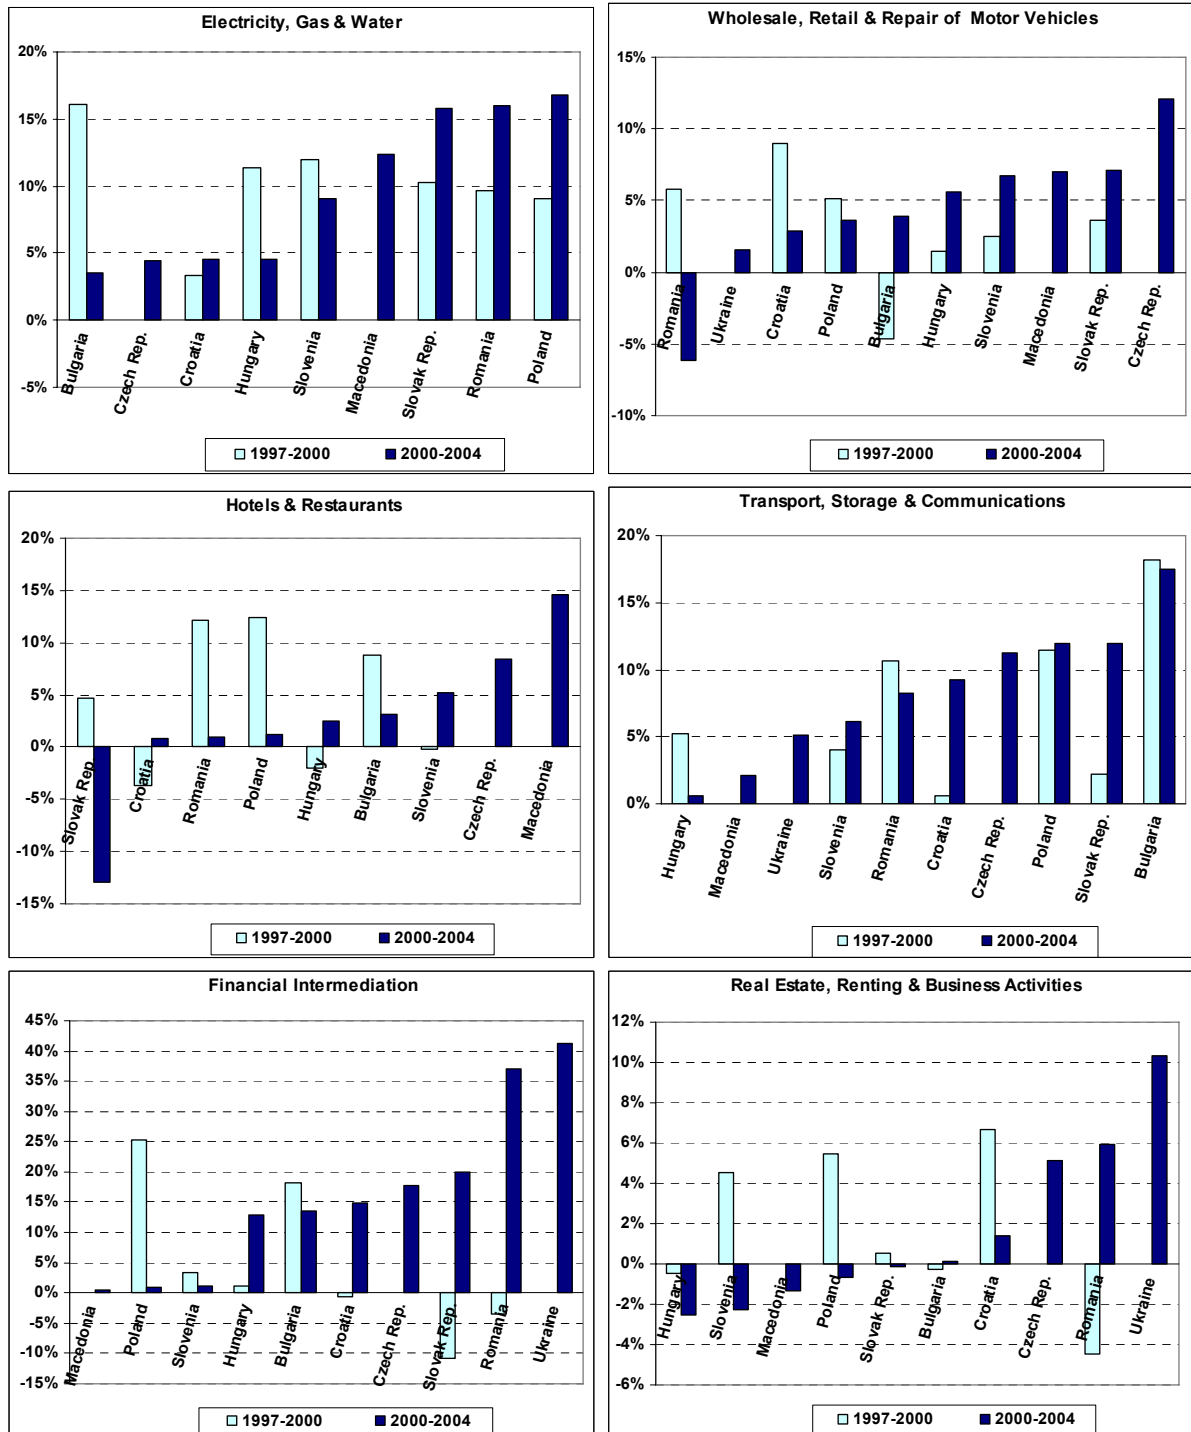 Electricity, Gas & Water
20%
15%
10%
5%
0%
-5%
Bulgaria
Czech Rep.
Croatia
Hungary
Slovenia
Macedonia
Slovak Rep.
Romania
Poland
1997-2000 2000-2004
Wholesale, Retail & Repair of Motor Vehicles
15%
10%
5%
0%
-5%
-10%
Romania
Ukraine
Croatia
Poland
Bulgaria
Hungary
Slovenia
Macedonia
Slovak Rep.
Czech Rep.
1997-2000 2000-2004
Hotels & Restaurants
20%
15%
10%
5%
0%
-5%
-10%
-15%
Slovak Rep.
Croatia
Romania
Poland
Hungary
Bulgaria
Slovenia
Czech Rep.
Macedonia
1997-2000 2000-2004
Transport, Storage & Communications
20%
15%
10%
5%
0%
Hungary
Macedonia
Ukraine
Slovenia
Romania
Croatia
Czech Rep.
Poland
Slovak Rep.
Bulgaria
1997-2000 2000-2004
Financial Intermediation
45%
40%
35%
30%
25%
20%
15%
10%
5%
0%
-5%
-10%
-15%
Macedonia
Poland
Slovenia
Hungary
Bulgaria
Croatia
Czech Rep.
Slovak Rep.
Romania
Ukraine
1997-2000 2000-2004
Real Estate, Renting & Business Activities
12%
10%
8%
6%
4%
2%
0%
-2%
-4%
-6%
Hungary
Slovenia
Macedonia
Poland
Slovak Rep.
Bulgaria
Croatia
Czech Rep.
Romania
Ukraine
1997-2000 2000-2004